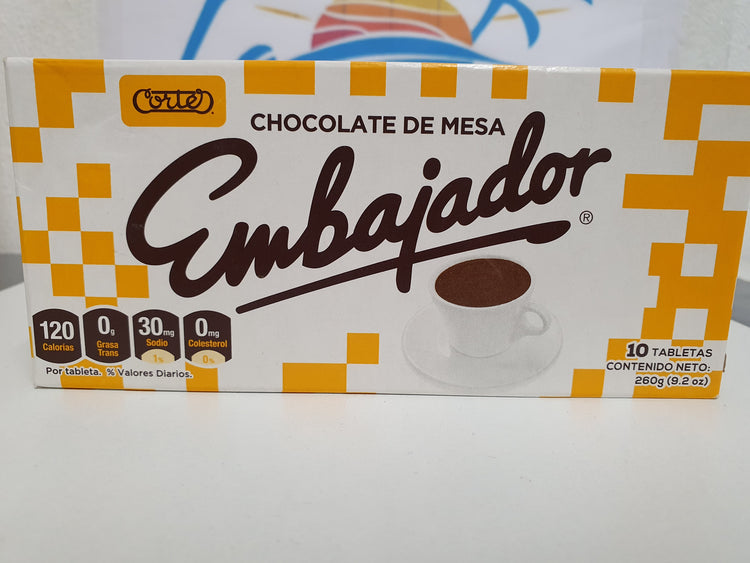 Cortés
CHOCOLATE DE MESA
Embajador
®
120
Calorías
0g
Grasa
Trans
30mg
Sodio
1%
0mg
Colesterol
0%
Por tableta. % Valores Diarios.
10 TABLETAS
CONTENIDO NETO:
260g (9.2 oz)